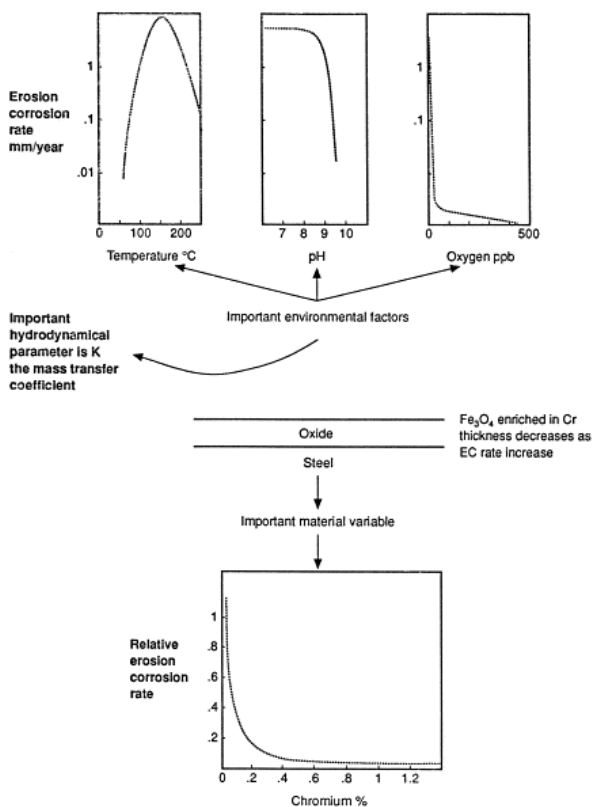 Erosion
corrosion
rate
mm/year
1
.1
.01
0 100 200
Temperature °C
7 8 9 10
pH
1
.1
0 500
Oxygen ppb
Important environmental factors
Important
hydrodynamical
parameter is K
the mass transfer
coefficient
Oxide
Steel
Fe₃O₄ enriched in Cr
thickness decreases as
EC rate increase
Important material variable
Relative
erosion
corrosion
rate
1
.8
.6
.4
.2
0 .2 .4 .6 .8 1 1.2
Chromium %